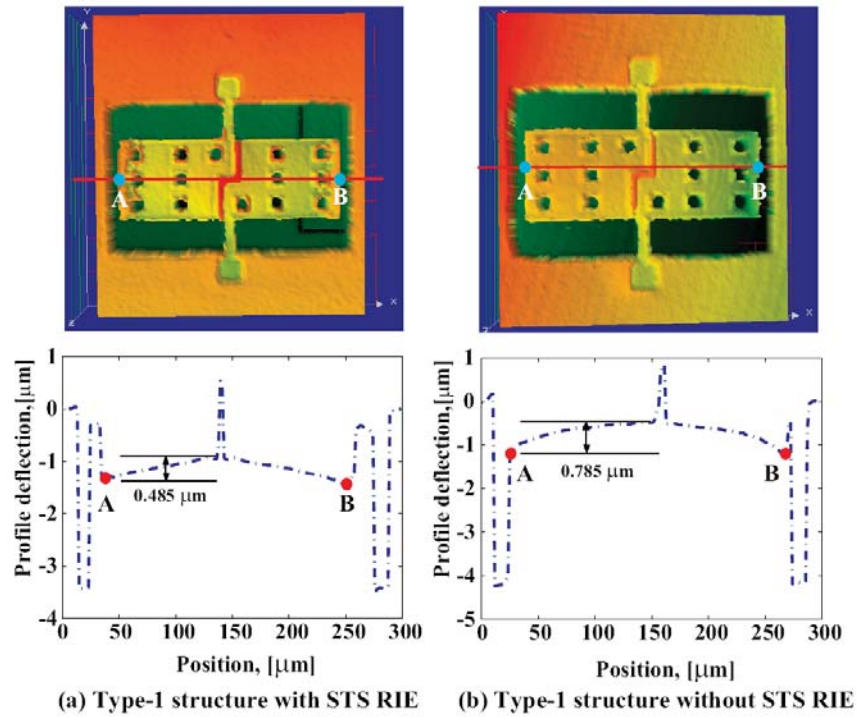 Y
A
B
X
Z
Y
A
B
X
Z
1
0
-1
-2
-3
-4
Profile deflection,[μm]
A
B
0.485 μm
0 50 100 150 200 250 300
Position, [μm]
1
0
-1
-2
-3
-4
-5
Profile deflection,[μm]
A
B
0.785 μm
0 50 100 150 200 250 300
Position, [μm]
(a) Type-1 structure with STS RIE
(b) Type-1 structure without STS RIE